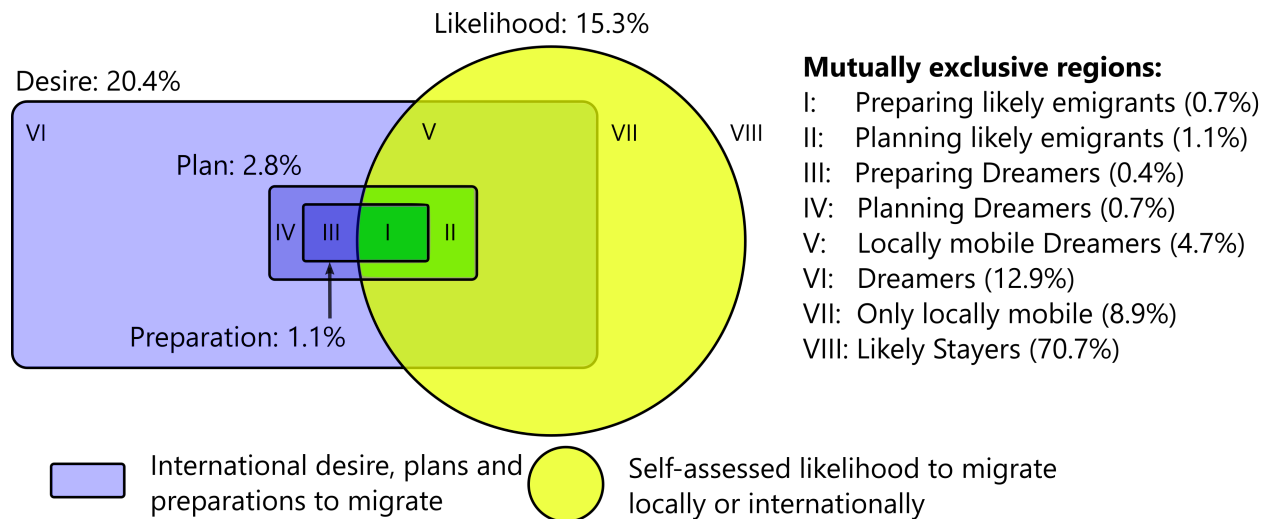 Likelihood: 15.3%
Desire: 20.4%
VI
V
VII
VIII
Plan: 2.8%
IV
III
I
II
Preparation: 1.1%
Mutually exclusive regions:
I: Preparing likely emigrants (0.7%)
II: Planning likely emigrants (1.1%)
III: Preparing Dreamers (0.4%)
IV: Planning Dreamers (0.7%)
V: Locally mobile Dreamers (4.7%)
VI: Dreamers (12.9%)
VII: Only locally mobile (8.9%)
VIII: Likely Stayers (70.7%)
International desire, plans and
preparations to migrate
Self-assessed likelihood to migrate
locally or internationally